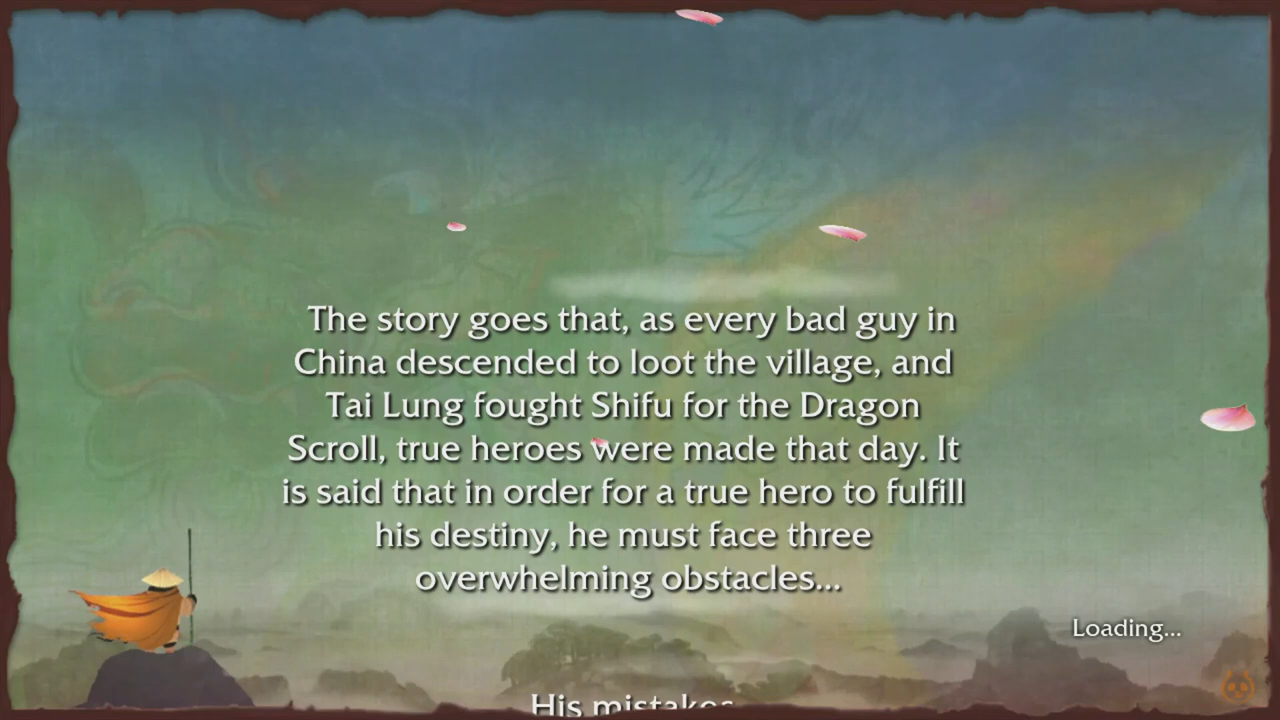 The story goes that, as every bad guy in
China descended to loot the village, and
Tai Lung fought Shifu for the Dragon
Scroll, true heroes were made that day. It
is said that in order for a true hero to fulfill
his destiny, he must face three
overwhelming obstacles...
Loading...
His mistakes